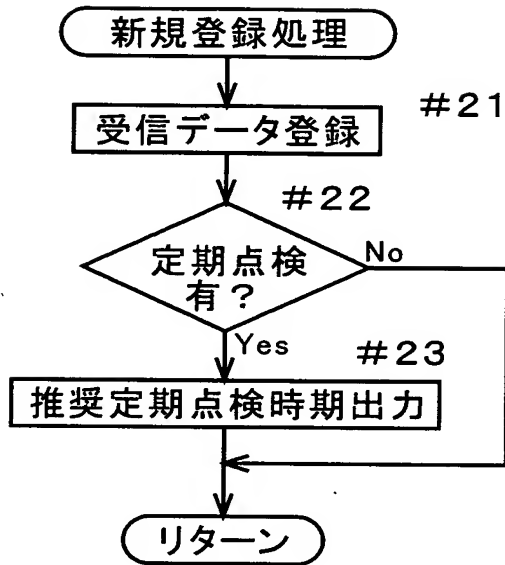 新規登録処理
#21
受信データ登録
#22
定期点検
有？
No
Yes
#23
推奨定期点検時期出力
リターン